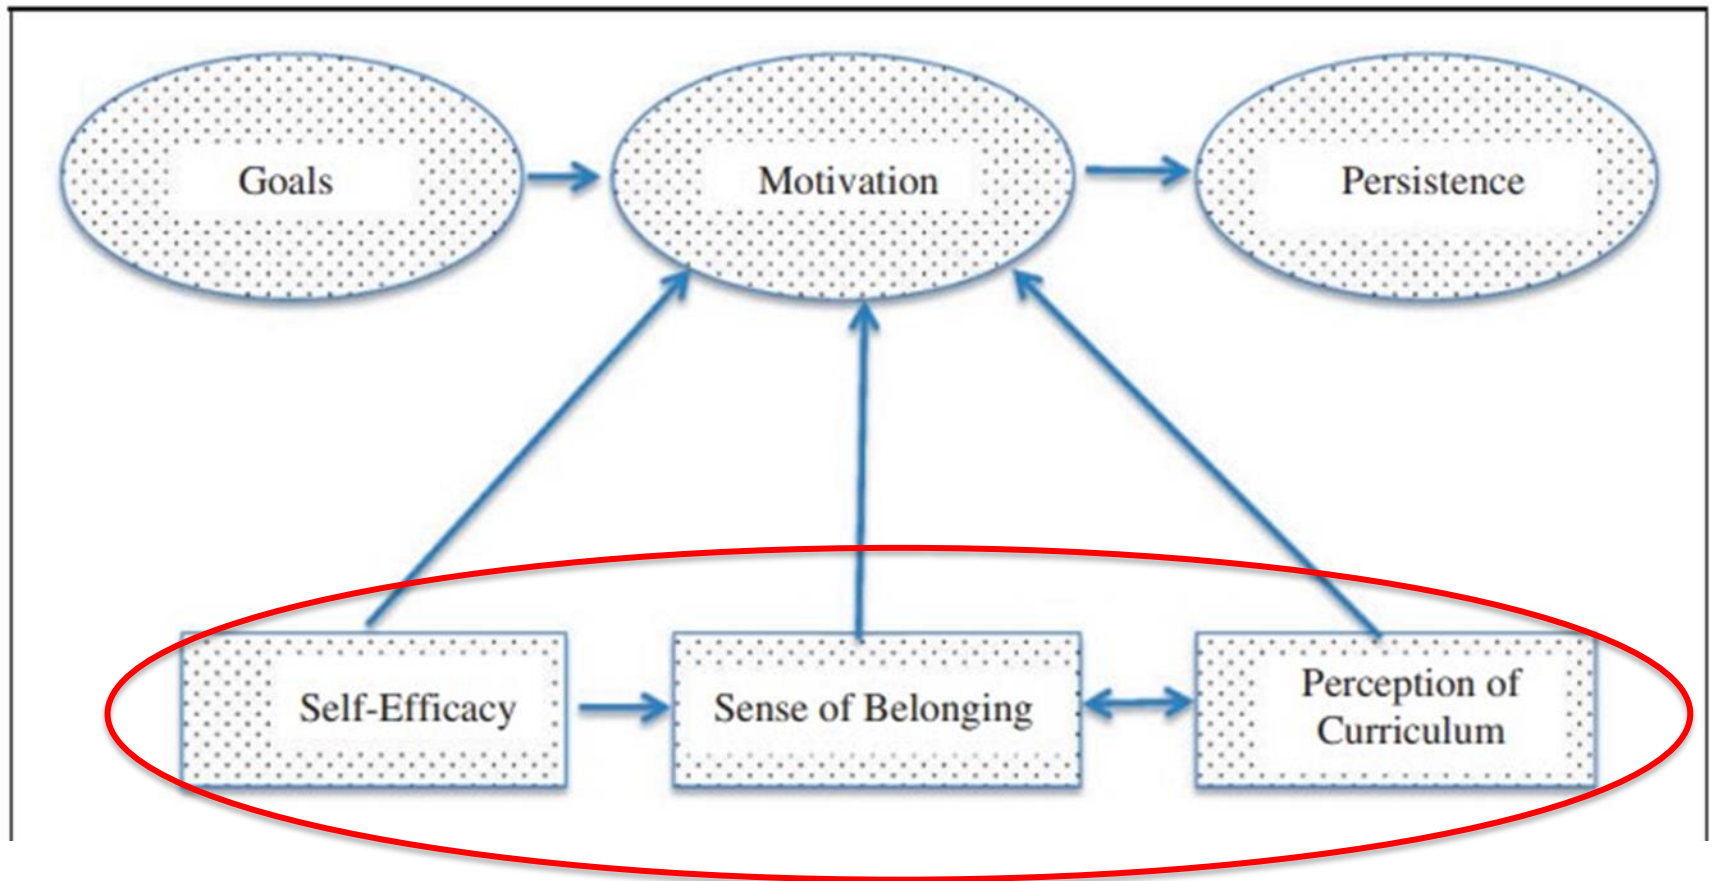 Goals
Motivation
Persistence
Self-Efficacy
Sense of Belonging
Perception of
Curriculum